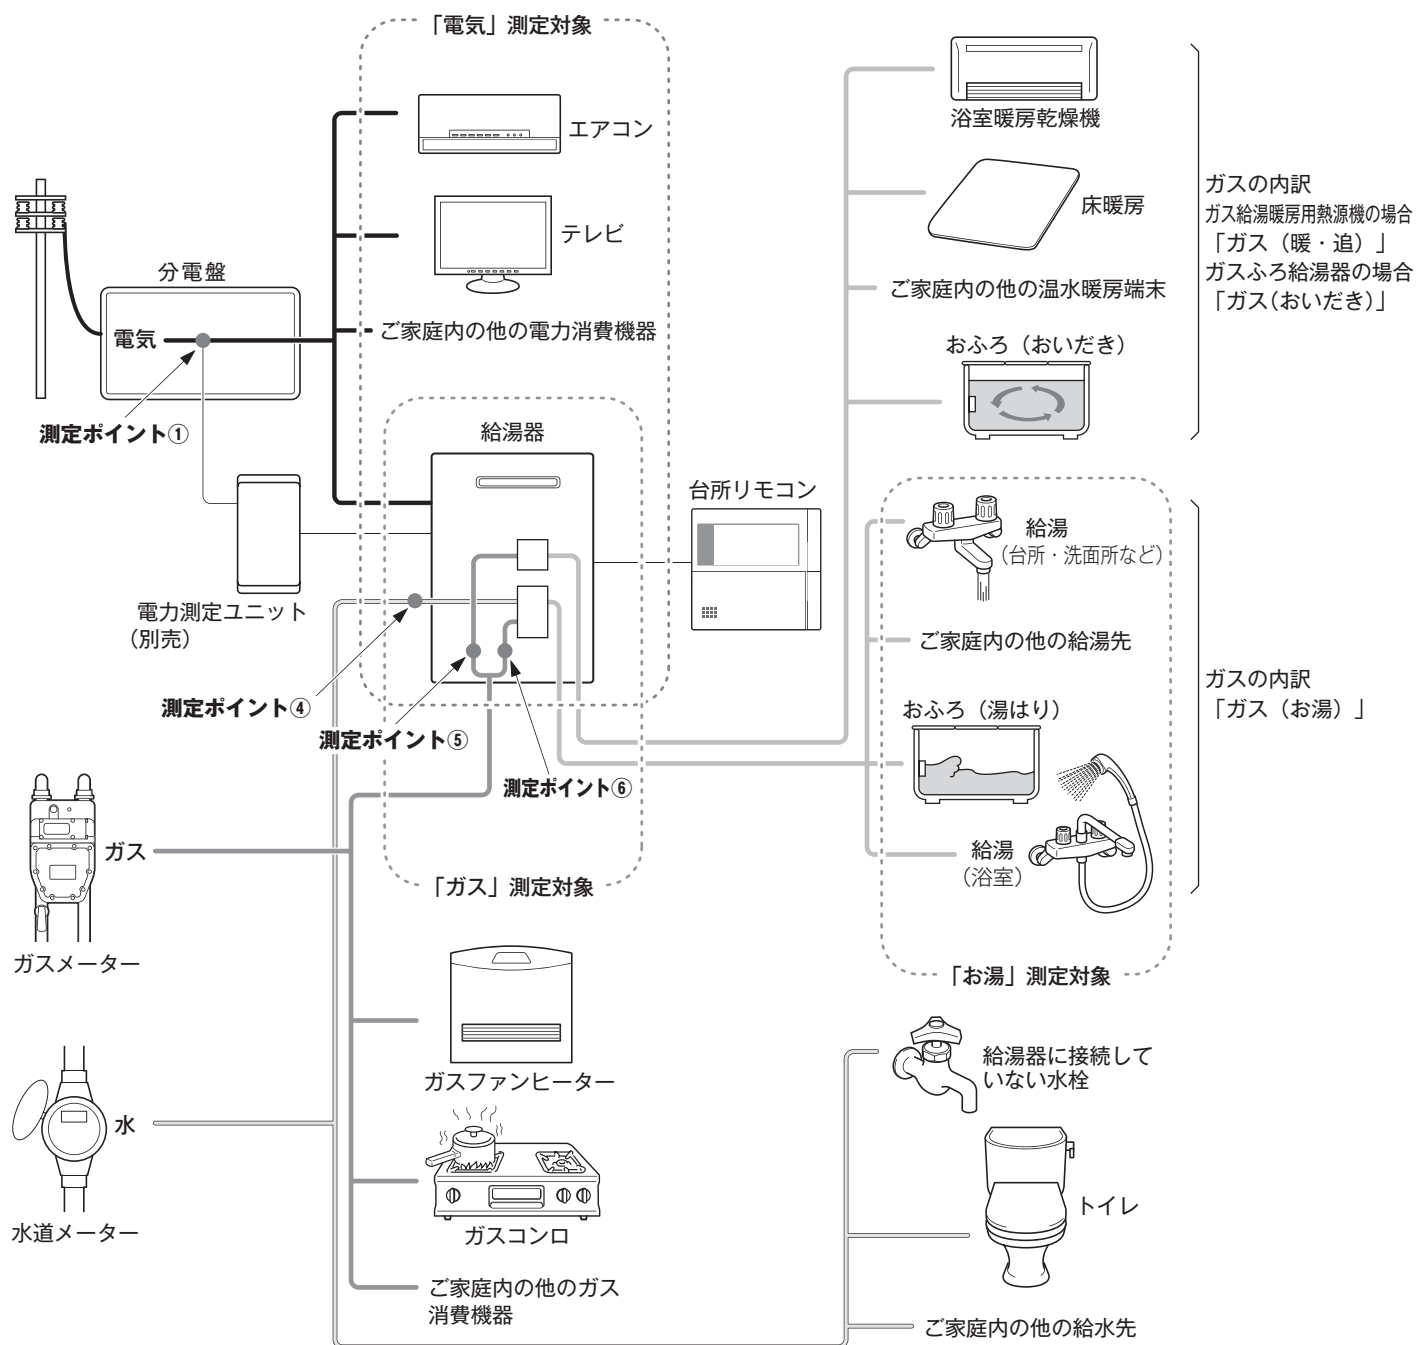 「電気」測定対象
エアコン
テレビ
ご家庭内の他の電力消費機器
分電盤
電気
測定ポイント①
給湯器
台所リモコン
電力測定ユニット
（別売）
測定ポイント④
測定ポイント⑤
測定ポイント⑥
「ガス」測定対象
浴室暖房乾燥機
床暖房
ご家庭内の他の温水暖房端末
おふろ（おいだき）
ガスの内訳
ガス給湯暖房用熱源機の場合
「ガス（暖・追）」
ガスふろ給湯器の場合
「ガス（おいだき）」
給湯
（台所・洗面所など）
ご家庭内の他の給湯先
おふろ（湯はり）
給湯
（浴室）
「お湯」測定対象
ガスの内訳
「ガス（お湯）」
ガス
ガスメーター
水
水道メーター
ガスファンヒーター
ガスコンロ
ご家庭内の他のガス
消費機器
給湯器に接続して
いない水栓
トイレ
ご家庭内の他の給水先